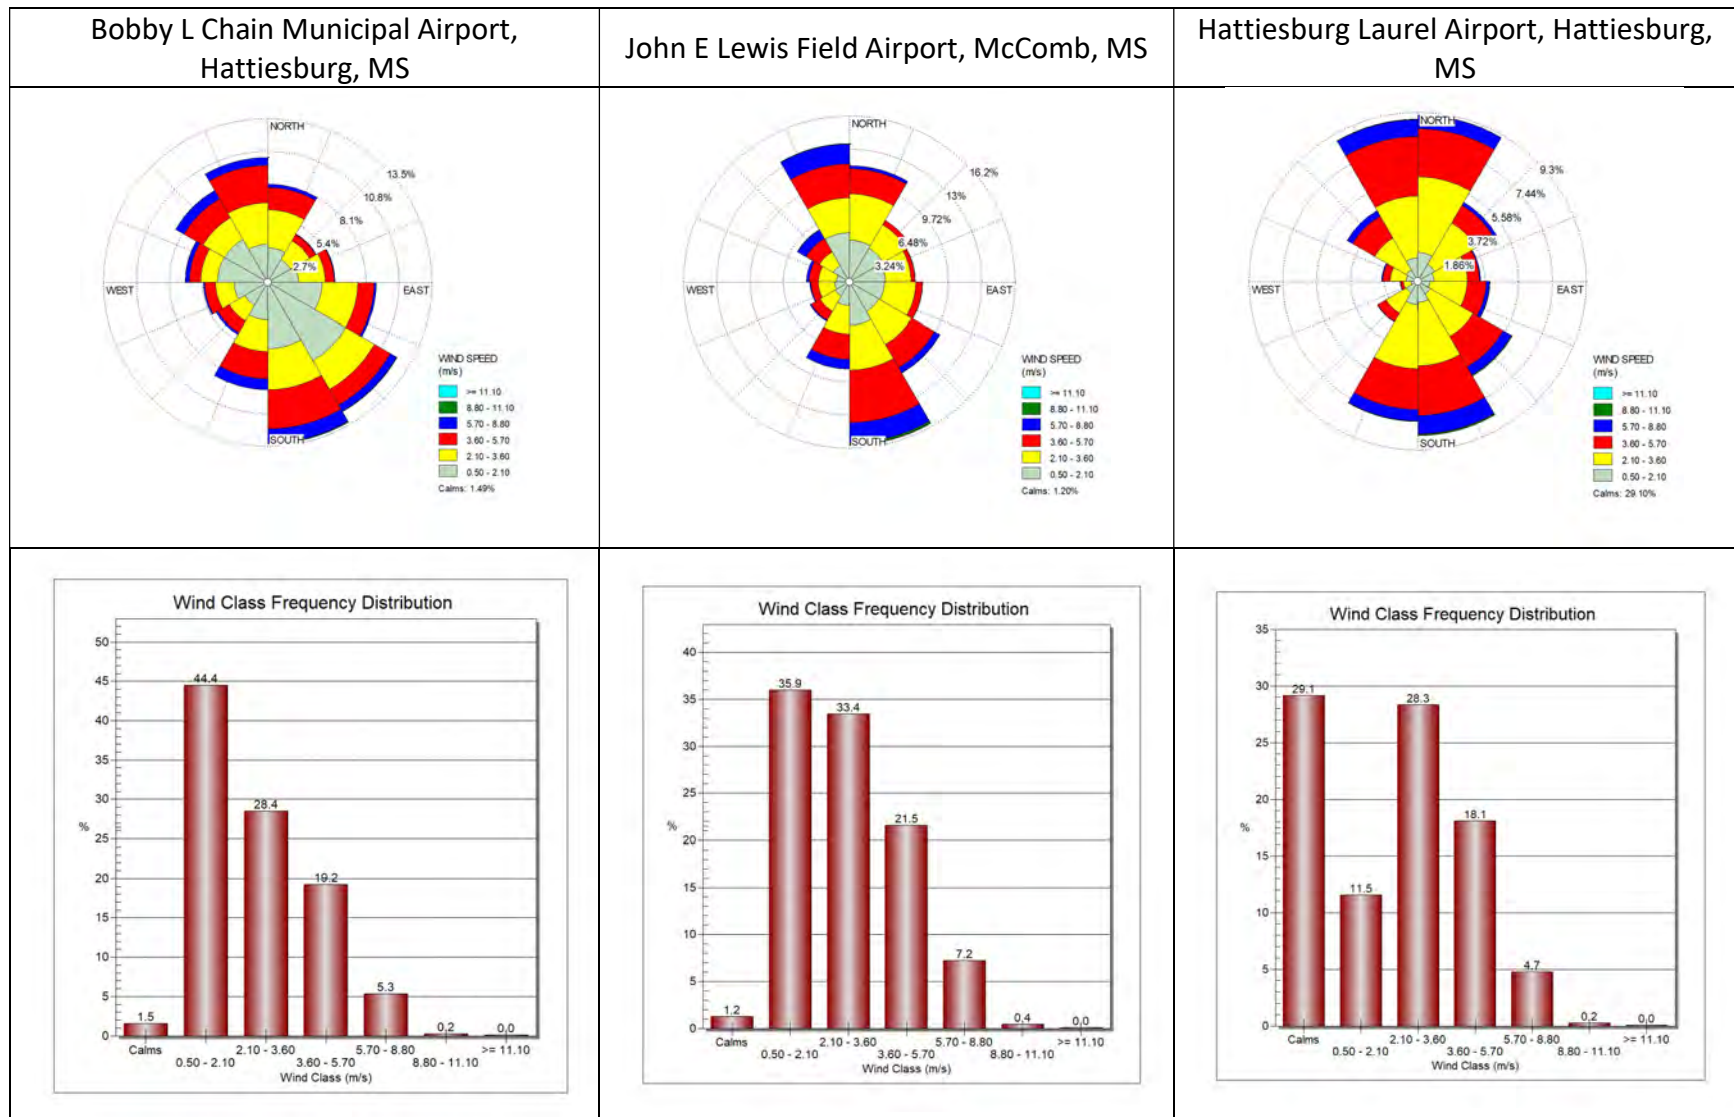 Bobby L Chain Municipal Airport,
Hattiesburg, MS
John E Lewis Field Airport, McComb, MS
Hattiesburg Laurel Airport, Hattiesburg,
MS
NORTH
13.5%
10.8%
8.1%
5.4%
2.7%
WEST
EAST
SOUTH
WIND SPEED
(m/s)
>= 11.10
8.80 - 11.10
5.70 - 8.80
3.60 - 5.70
2.10 - 3.60
0.50 - 2.10
Calms: 1.49%
NORTH
16.2%
13%
9.72%
6.48%
3.24%
WEST
EAST
SOUTH
WIND SPEED
(m/s)
>= 11.10
8.80 - 11.10
5.70 - 8.80
3.60 - 5.70
2.10 - 3.60
0.50 - 2.10
Calms: 1.20%
NORTH
9.3%
7.44%
5.58%
3.72%
1.86%
WEST
EAST
SOUTH
WIND SPEED
(m/s)
>= 11.10
8.80 - 11.10
5.70 - 8.80
3.60 - 5.70
2.10 - 3.60
0.50 - 2.10
Calms: 29.10%
Wind Class Frequency Distribution
50
45
40
35
30
25
20
15
10
5
0
%
1.5
44.4
28.4
19.2
5.3
0.2
0.0
Calms
2.10 - 3.60
5.70 - 8.80
>= 11.10
0.50 - 2.10
3.60 - 5.70
8.80 - 11.10
Wind Class (m/s)
Wind Class Frequency Distribution
40
35
30
25
20
15
10
5
0
%
1.2
35.9
33.4
21.5
7.2
0.4
0.0
Calms
2.10 - 3.60
5.70 - 8.80
>= 11.10
0.50 - 2.10
3.60 - 5.70
8.80 - 11.10
Wind Class (m/s)
Wind Class Frequency Distribution
35
30
25
20
15
10
5
0
%
29.1
11.5
28.3
18.1
4.7
0.2
0.0
Calms
2.10 - 3.60
5.70 - 8.80
>= 11.10
0.50 - 2.10
3.60 - 5.70
8.80 - 11.10
Wind Class (m/s)